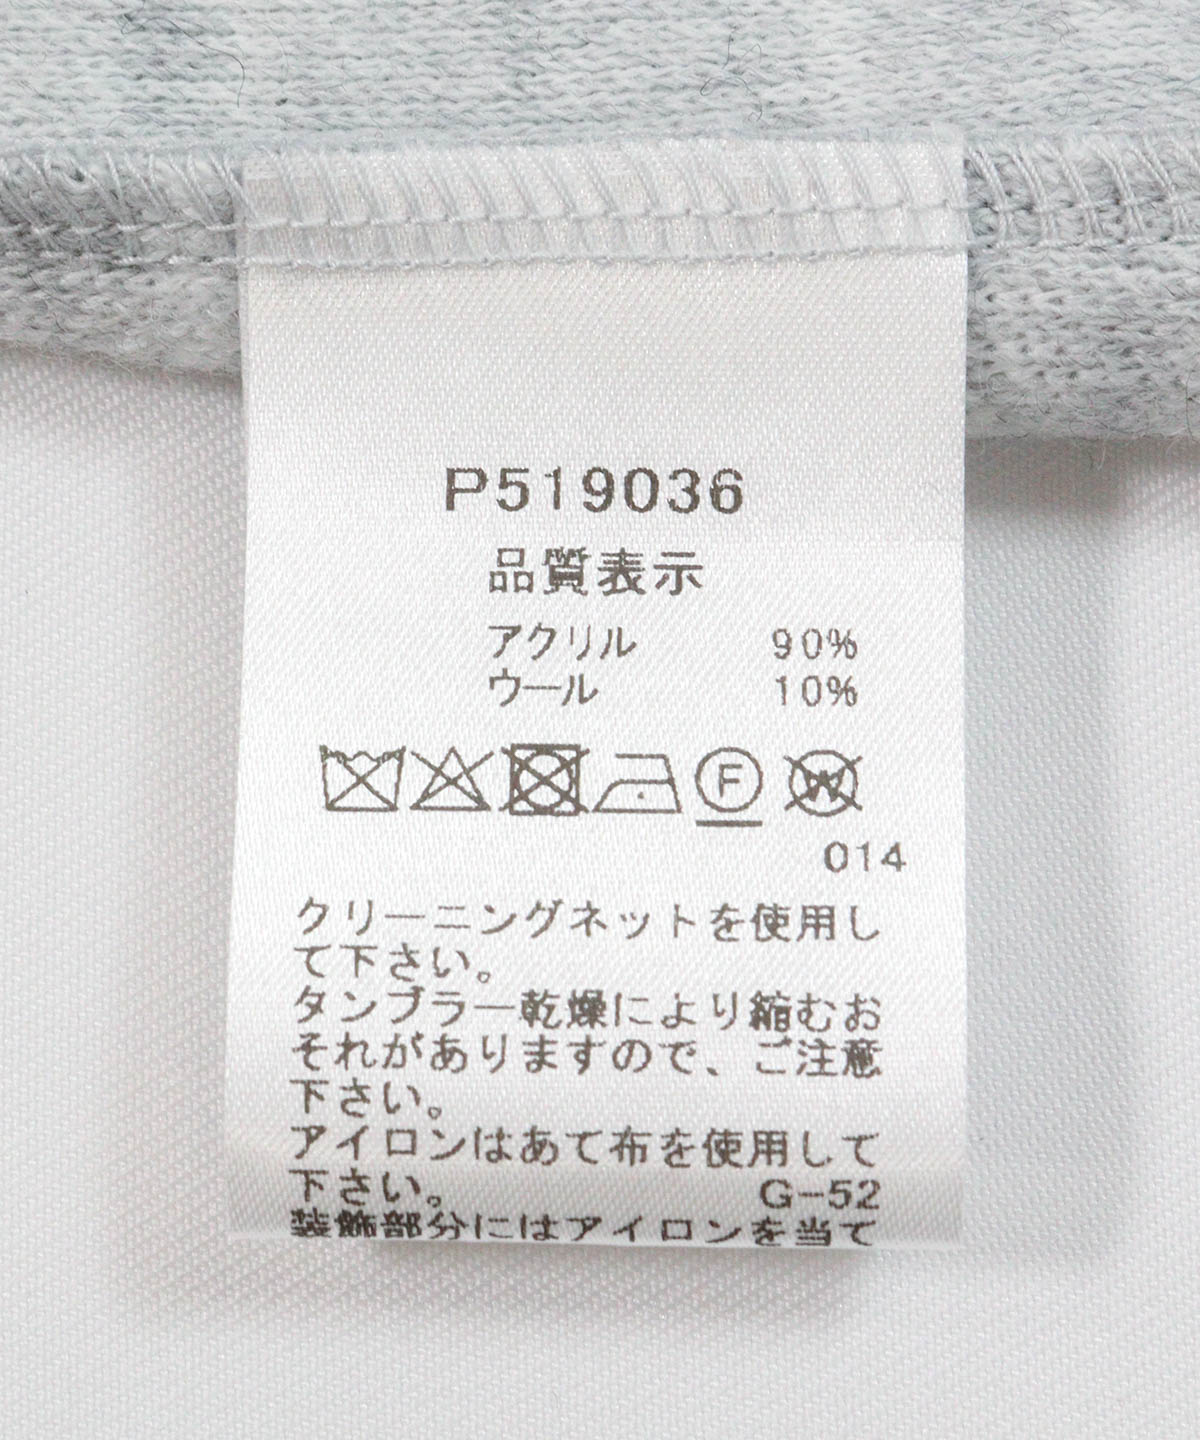 P519036
品質表示
アクリル 90%
ウール 10%
F W
014
クリーニングネットを使用し
て下さい。
タンブラー乾燥により縮むお
それがありますので、ご注意
下さい。
アイロンはあて布を使用して
下さい。 G-52
装飾部分にはアイロンを当て